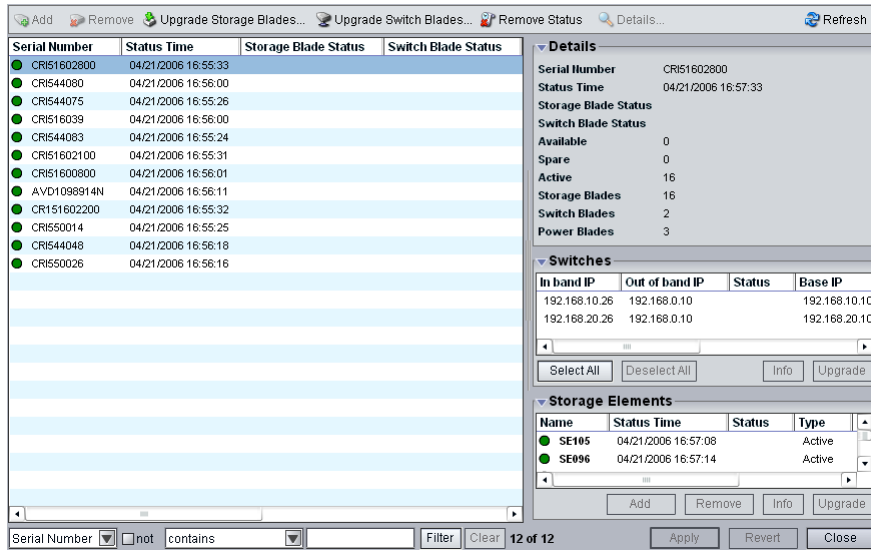 Add Remove Upgrade Storage Blades... Upgrade Switch Blades... Remove Status Details... Refresh
Serial Number Status Time Storage Blade Status Switch Blade Status
CRI51602800 04/21/2006 16:55:33
CRI544080 04/21/2006 16:56:00
CRI544075 04/21/2006 16:55:26
CRI516039 04/21/2006 16:56:00
CRI544083 04/21/2006 16:55:24
CRI51602100 04/21/2006 16:55:31
CRI51600800 04/21/2006 16:56:01
AVD1098914N 04/21/2006 16:56:11
CR151602200 04/21/2006 16:55:32
CRI550014 04/21/2006 16:55:25
CRI544048 04/21/2006 16:56:18
CRI550026 04/21/2006 16:56:16
Serial Number not contains Filter Clear 12 of 12
Details
Serial Number CRI51602800
Status Time 04/21/2006 16:57:33
Storage Blade Status
Switch Blade Status
Available 0
Spare 0
Active 16
Storage Blades 16
Switch Blades 2
Power Blades 3
Switches
In band IP Out of band IP Status Base IP
192.168.10.26 192.168.0.10 192.168.10.10
192.168.20.26 192.168.0.10 192.168.20.10
Select All Deselect All Info Upgrade
Storage Elements
Name Status Time Status Type
SE105 04/21/2006 16:57:08 Active
SE096 04/21/2006 16:57:14 Active
Add Remove Info Upgrade
Apply Revert Close